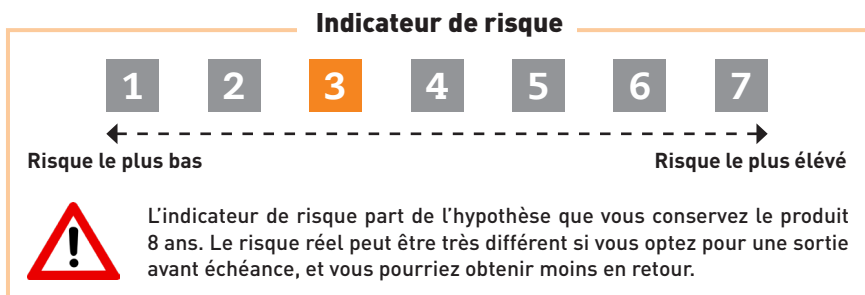 Indicateur de risque
1 2 3 4 5 6 7
Risque le plus bas Risque le plus élévé
L’indicateur de risque part de l’hypothèse que vous conservez le produit
8 ans. Le risque réel peut être très différent si vous optez pour une sortie
avant échéance, et vous pourriez obtenir moins en retour.